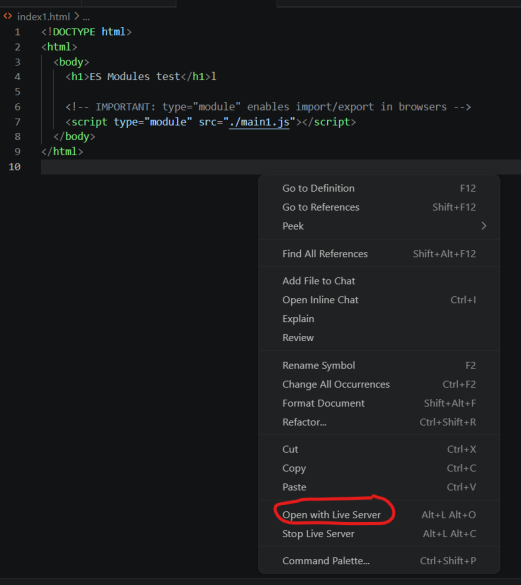 index1.html > ...
1 <!DOCTYPE html>
2 <html>
3 <body>
4 <h1>ES Modules test</h1>l
5
6 <!-- IMPORTANT: type="module" enables import/export in browsers -->
7 <script type="module" src="./main1.js"></script>
8 </body>
9 </html>
10
Go to Definition F12
Go to References Shift+F12
Peek >
Find All References Shift+Alt+F12
Add File to Chat
Open Inline Chat Ctrl+I
Explain
Review
Rename Symbol F2
Change All Occurrences Ctrl+F2
Format Document Shift+Alt+F
Refactor... Ctrl+Shift+R
Cut Ctrl+X
Copy Ctrl+C
Paste Ctrl+V
Open with Live Server Alt+L Alt+O
Stop Live Server Alt+L Alt+C
Command Palette... Ctrl+Shift+P